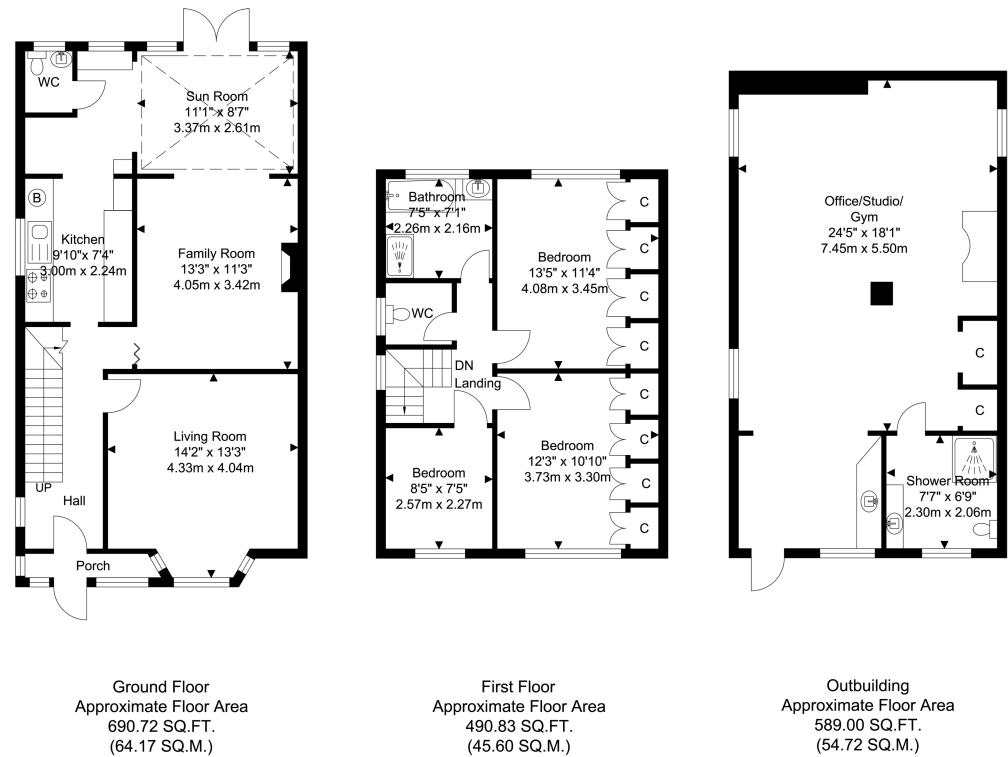 WC
Sun Room
11'1" x 8'7"
3.37m x 2.61m
B
Kitchen
9'10"x 7'4"
3.00m x 2.24m
Family Room
13'3" x 11'3"
4.05m x 3.42m
Living Room
14'2" x 13'3"
4.33m x 4.04m
UP
Hall
Porch
Ground Floor
Approximate Floor Area
690.72 SQ.FT.
(64.17 SQ.M.)
Bathroom
7'5" x 7'1"
2.26m x 2.16m
Bedroom
13'5" x 11'4"
4.08m x 3.45m
C
C
C
C
WC
DN
Landing
Bedroom
8'5" x 7'5"
2.57m x 2.27m
Bedroom
12'3" x 10'10"
3.73m x 3.30m
C
C
C
C
First Floor
Approximate Floor Area
490.83 SQ.FT.
(45.60 SQ.M.)
Office/Studio/
Gym
24'5" x 18'1"
7.45m x 5.50m
C
C
Shower Room
7'7" x 6'9"
2.30m x 2.06m
Outbuilding
Approximate Floor Area
589.00 SQ.FT.
(54.72 SQ.M.)